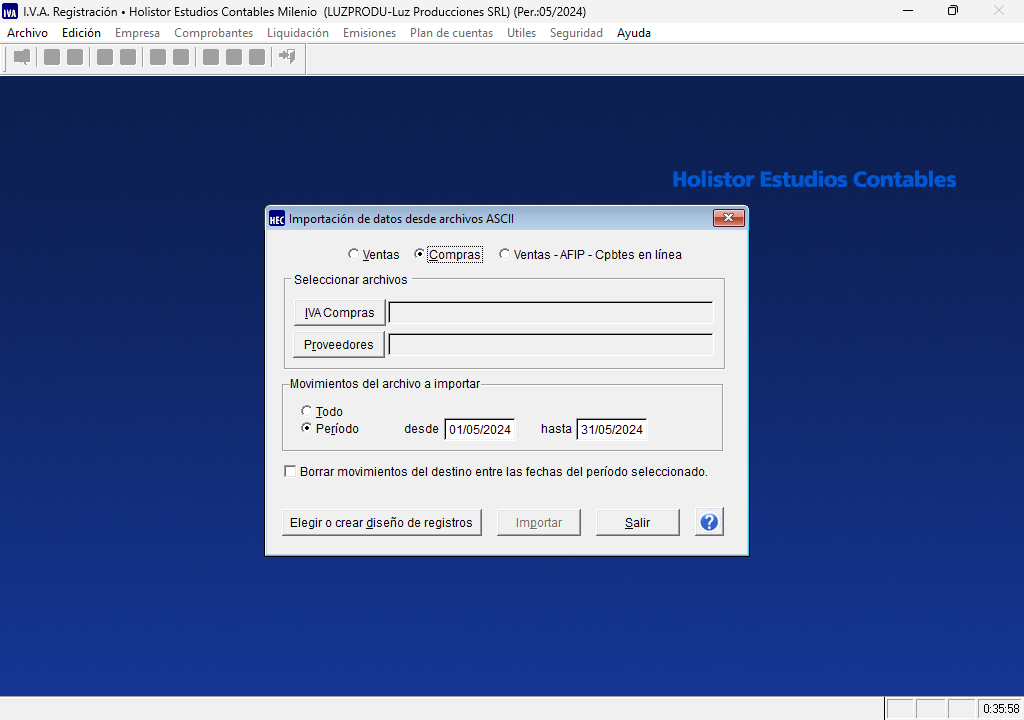 IVA I.V.A. Registración • Holistor Estudios Contables Milenio (LUZPRODU-Luz Producciones SRL) (Per.:05/2024)
Archivo Edición Empresa Comprobantes Liquidación Emisiones Plan de cuentas Utiles Seguridad Ayuda
Holistor Estudios Contables
HEC Importación de datos desde archivos ASCII
Ventas Compras Ventas - AFIP - Cpbtes en línea
Seleccionar archivos
IVA Compras
Proveedores
Movimientos del archivo a importar
Todo
Período desde 01/05/2024 hasta 31/05/2024
Borrar movimientos del destino entre las fechas del período seleccionado.
Elegir o crear diseño de registros Importar Salir ?
0:35:58